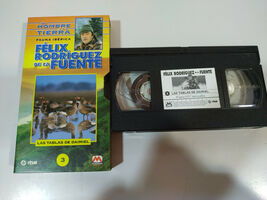 HOMBRE
TIERRA
FAUNA IBÉRICA
FÉLIX RODRÍGUEZ
DE LA
FUENTE
LAS TABLAS DE DAIMIEL
3
rtve
M
FÉLIX RODRÍGUEZ DE LA FUENTE
LAS TABLAS DE DAIMIEL